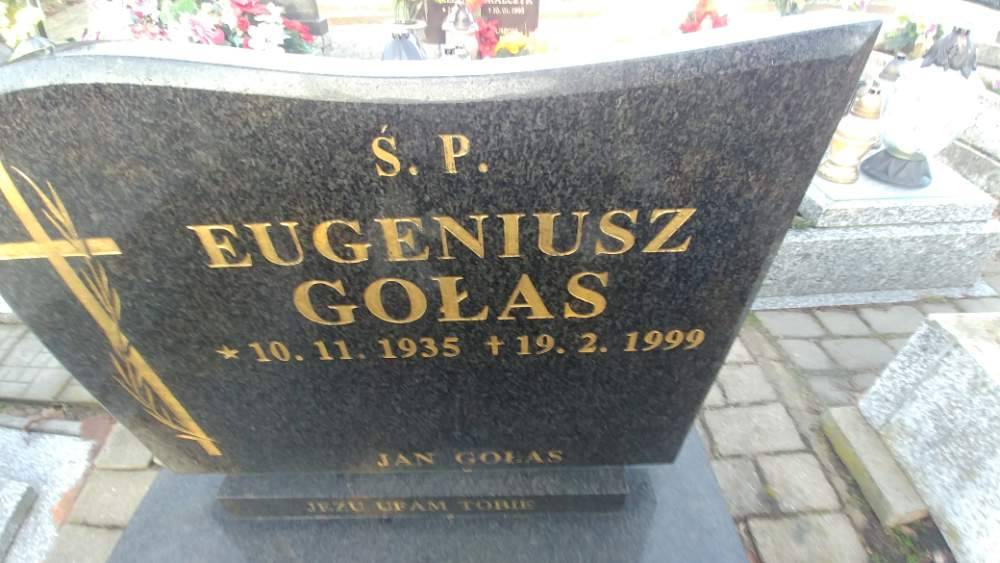 Ś. P.
EUGENIUSZ
GOŁAS
★ 10. 11. 1935 ✝ 19. 2. 1999
JAN GOŁAS
JEZU UFAM TOBIE